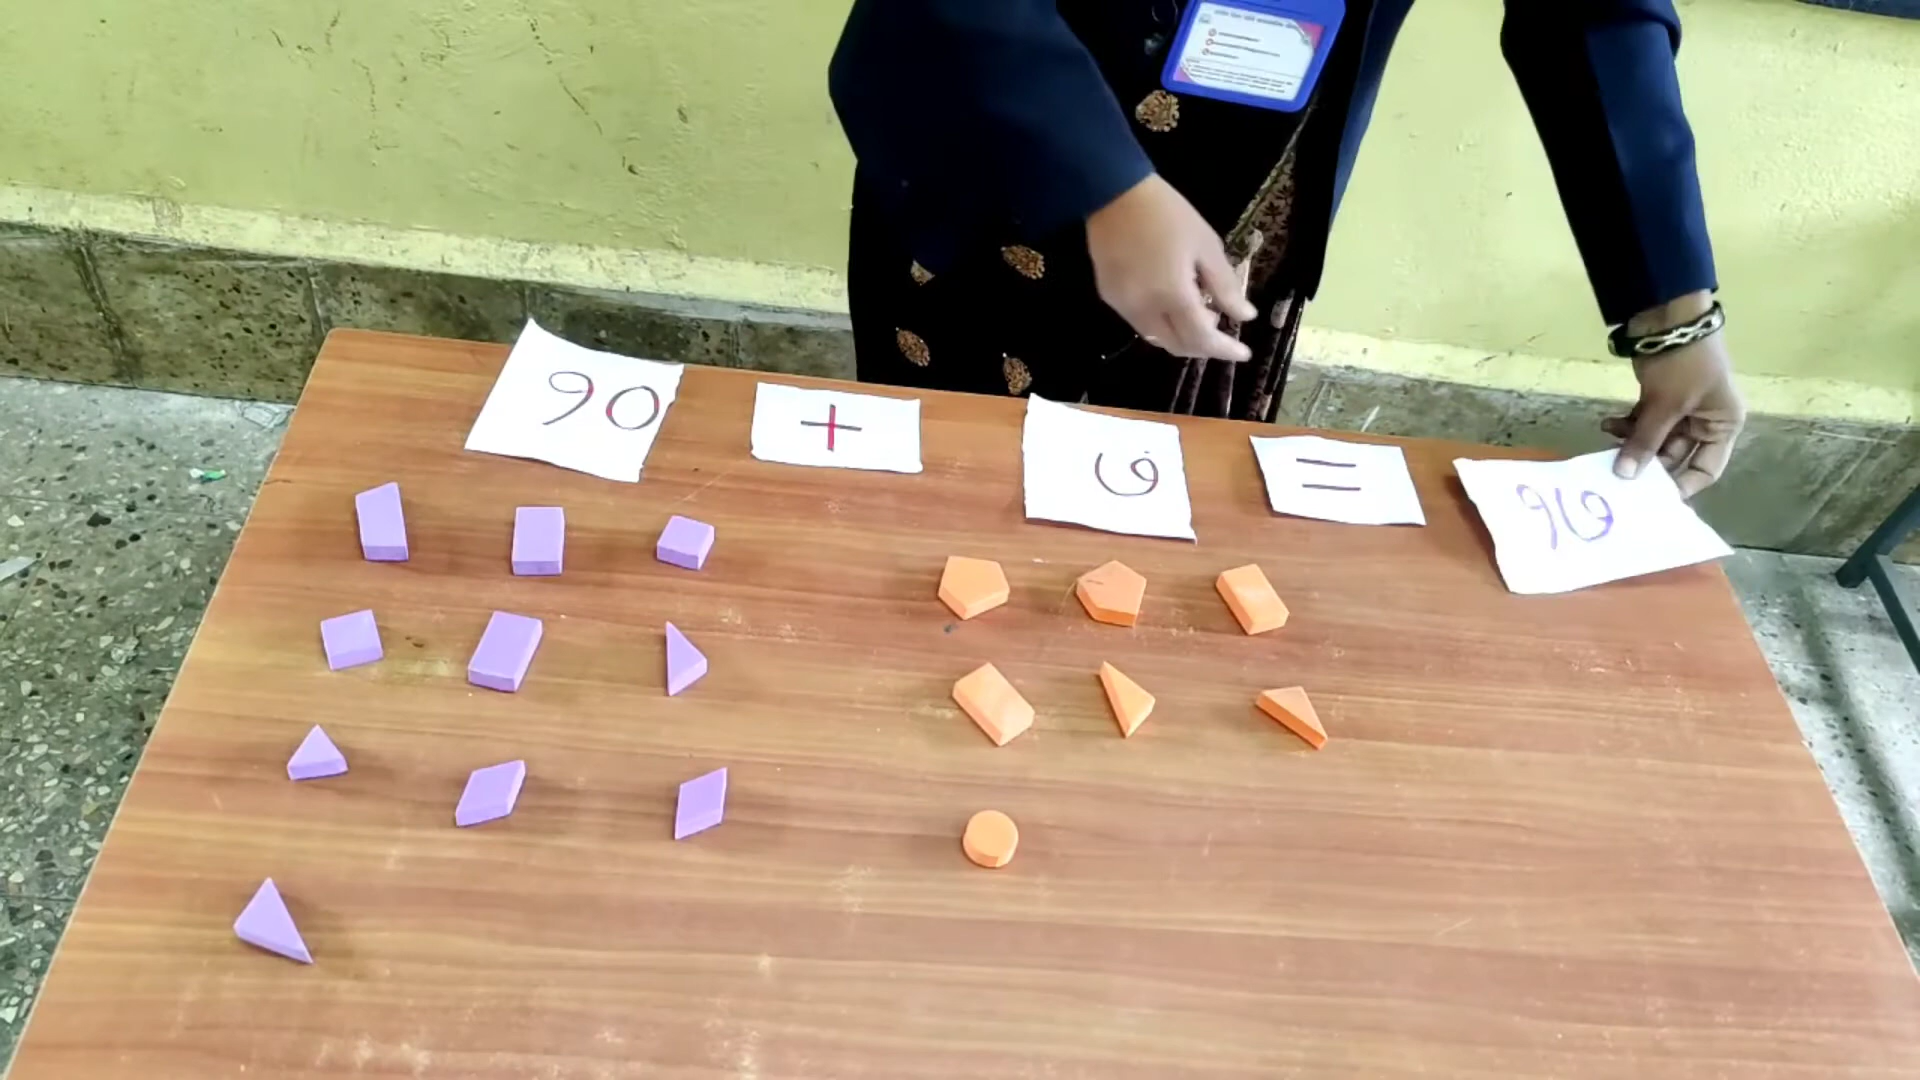 १० + ७ = १७